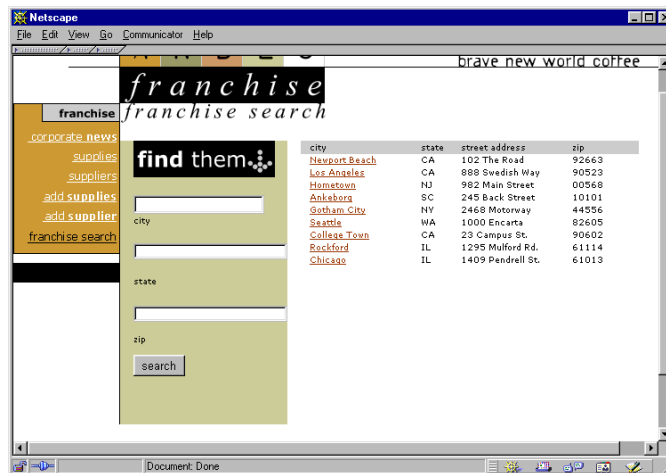 Netscape
File Edit View Go Communicator Help
brave new world coffee
franchise
franchise search
franchise
corporate news
supplies
suppliers
add supplies
add supplier
franchise search
find them
city
state
zip
search
city state street address zip
Newport Beach CA 102 The Road 92663
Los Angeles CA 888 Swedish Way 90523
Hometown NJ 982 Main Street 00568
Ankeborg SC 245 Back Street 10101
Gotham City NY 2468 Motorway 44556
Seattle WA 1000 Encarta 82605
College Town CA 23 Campus St. 90602
Rockford IL 1295 Mulford Rd. 61114
Chicago IL 1409 Pendrell St. 61013
Document: Done